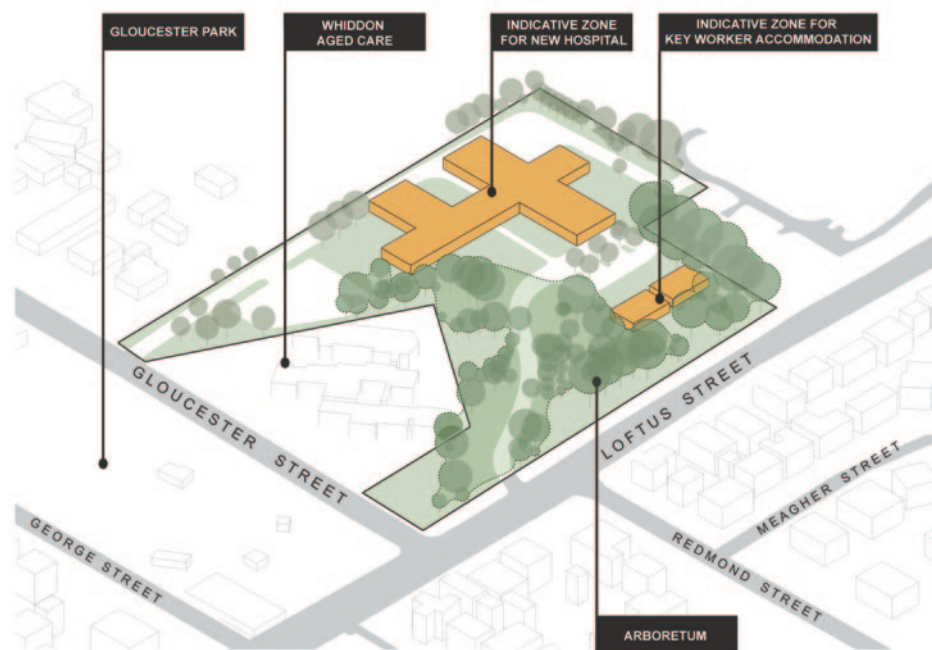 GLOUCESTER PARK
WHIDDON
AGED CARE
INDICATIVE ZONE
FOR NEW HOSPITAL
INDICATIVE ZONE FOR
KEY WORKER ACCOMMODATION
GLOUCESTER STREET
LOFTUS STREET
MEAGHER STREET
GEORGE STREET
REDMOND STREET
ARBORETUM